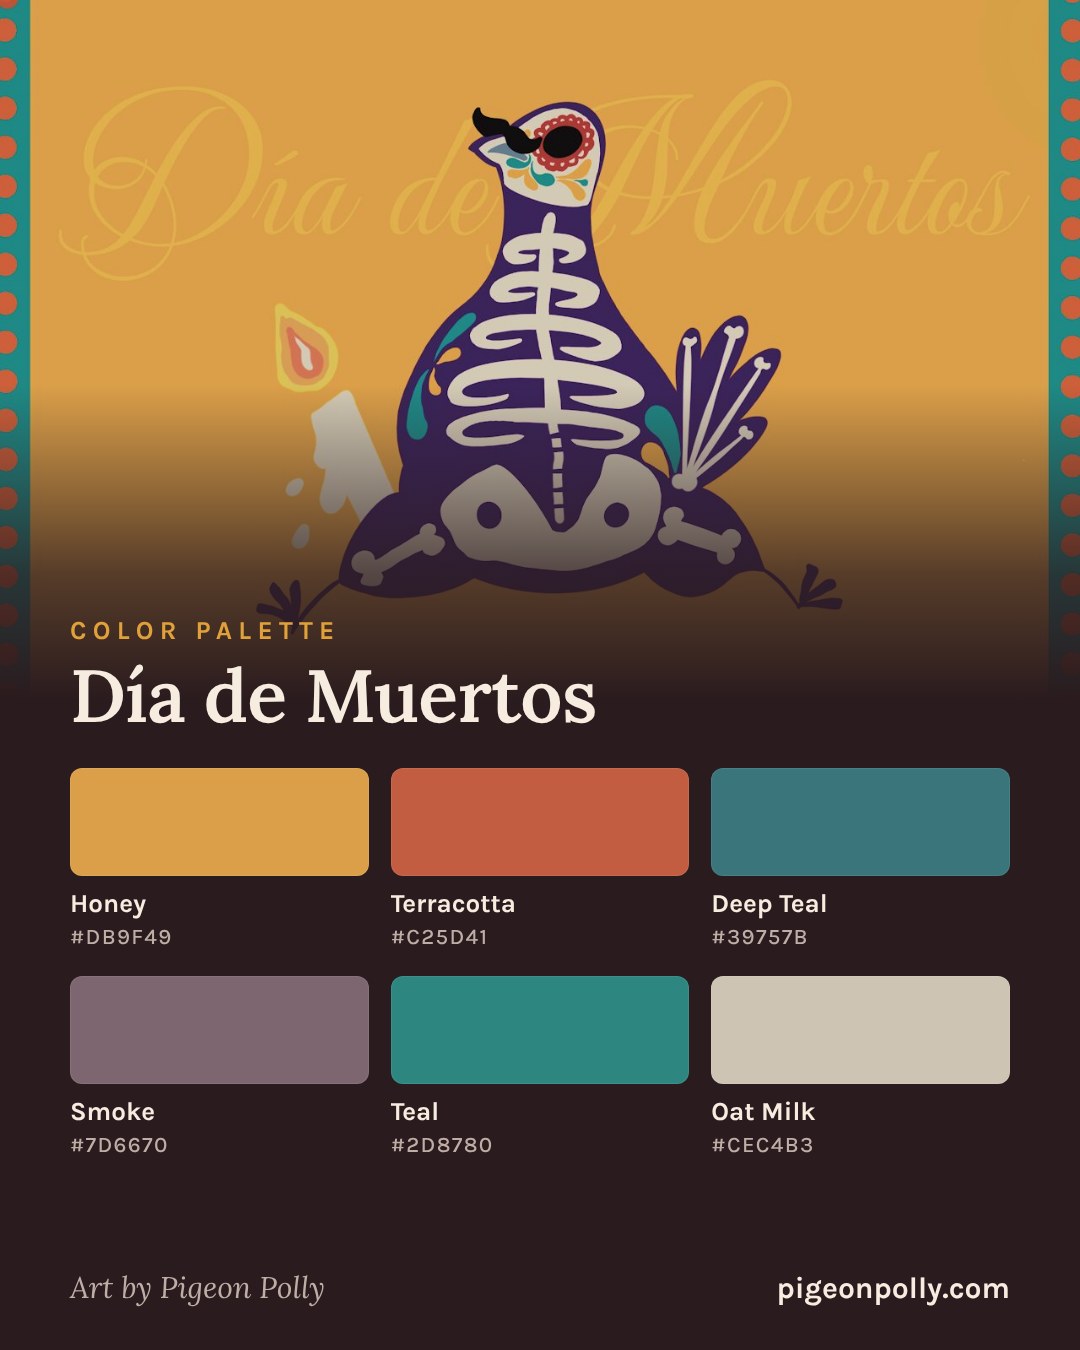 Día de Muertos
COLOR PALETTE
Día de Muertos
Honey
#DB9F49
Terracotta
#C25D41
Deep Teal
#39757B
Smoke
#7D6670
Teal
#2D8780
Oat Milk
#CEC4B3
Art by Pigeon Polly
pigeonpolly.com